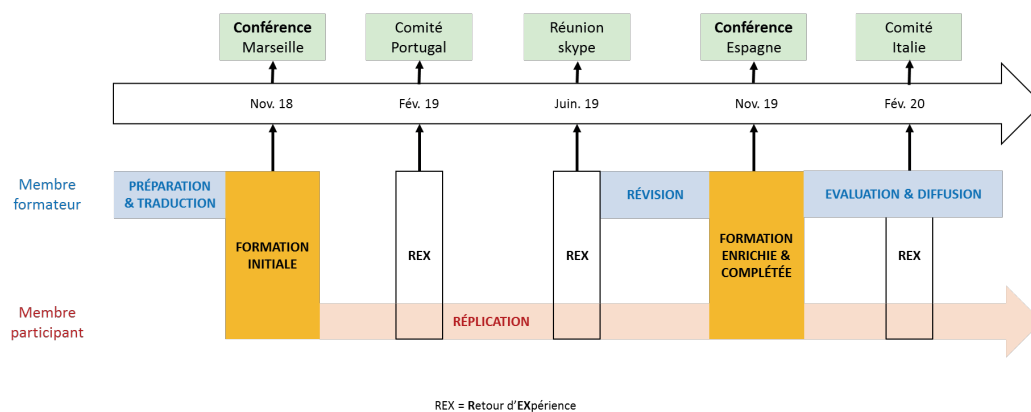 Conférence
Marseille
Comité
Portugal
Réunion
skype
Conférence
Espagne
Comité
Italie
Nov. 18
Fév. 19
Juin. 19
Nov. 19
Fév. 20
Membre
formateur
PRÉPARATION
& TRADUCTION
RÉVISION
EVALUATION & DIFFUSION
FORMATION
INITIALE
REX
REX
FORMATION
ENRICHIE &
COMPLÉTÉE
REX
Membre
participant
RÉPLICATION
REX = Retour d'EXpérience